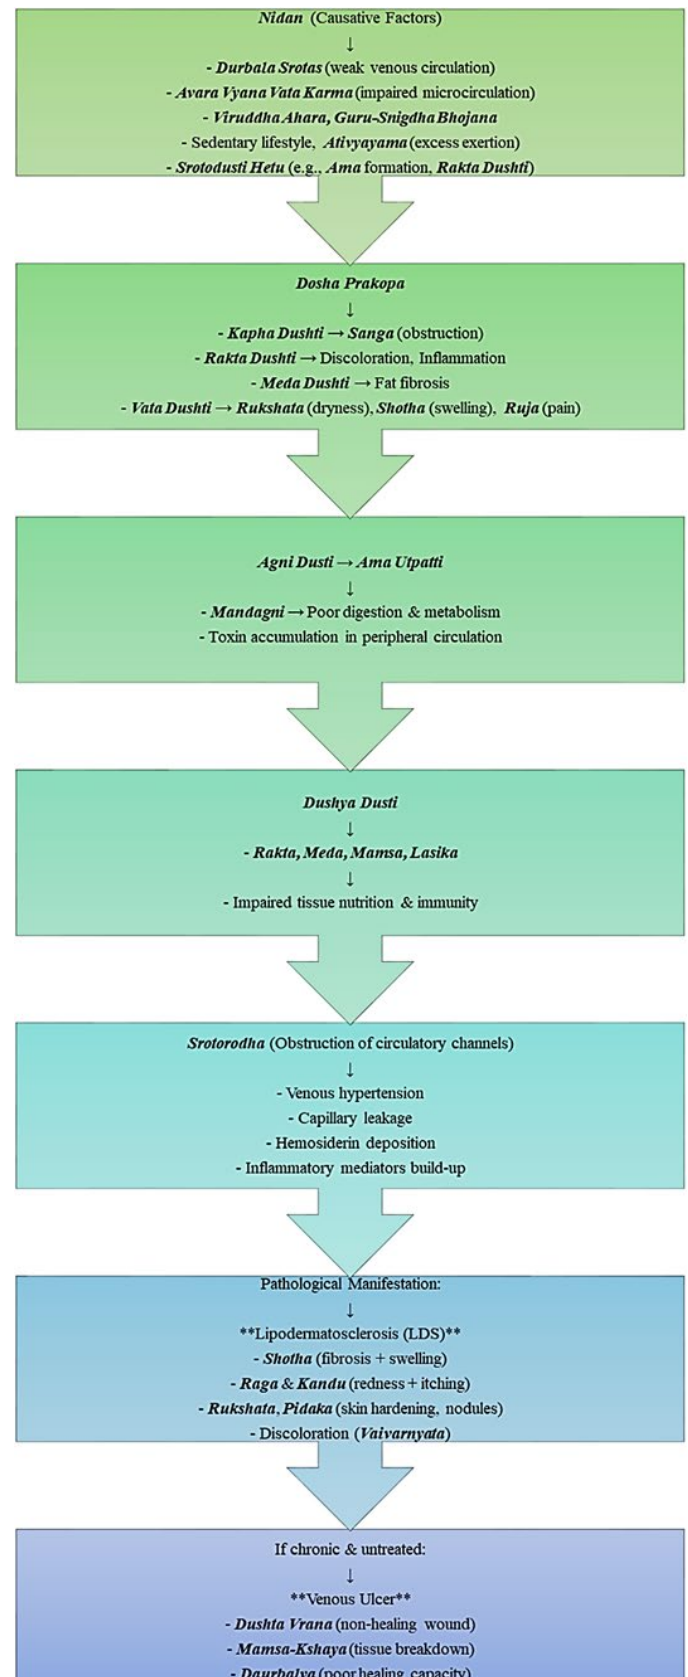 Nidan (Causative Factors)
↓
- Durbala Srotas (weak venous circulation)
- Avara Vyana Vata Karma (impaired microcirculation)
- Viruddha Ahara, Guru-Snigdha Bhojana
- Sedentary lifestyle, Ativyayama (excess exertion)
- Srotodusti Hetu (e.g., Ama formation, Rakta Dushti)
Dosha Prakopa
↓
- Kapha Dushti → Sanga (obstruction)
- Rakta Dushti → Discoloration, Inflammation
- Meda Dushti → Fat fibrosis
- Vata Dushti → Rukshata (dryness), Shotha (swelling), Ruja (pain)
Agni Dusti → Ama Utpatti
↓
- Mandagni → Poor digestion & metabolism
- Toxin accumulation in peripheral circulation
Dushya Dusti
↓
- Rakta, Meda, Mamsa, Lasika
↓
- Impaired tissue nutrition & immunity
Srotorodha (Obstruction of circulatory channels)
↓
- Venous hypertension
- Capillary leakage
- Hemosiderin deposition
- Inflammatory mediators build-up
Pathological Manifestation:
↓
**Lipodermatosclerosis (LDS)**
- Shotha (fibrosis + swelling)
- Raga & Kandu (redness + itching)
- Rukshata, Pidaka (skin hardening, nodules)
- Discoloration (Vaivarnyata)
If chronic & untreated:
↓
**Venous Ulcer**
- Dushta Vrana (non-healing wound)
- Mamsa-Kshaya (tissue breakdown)
- Daurbalya (poor healing capacity)